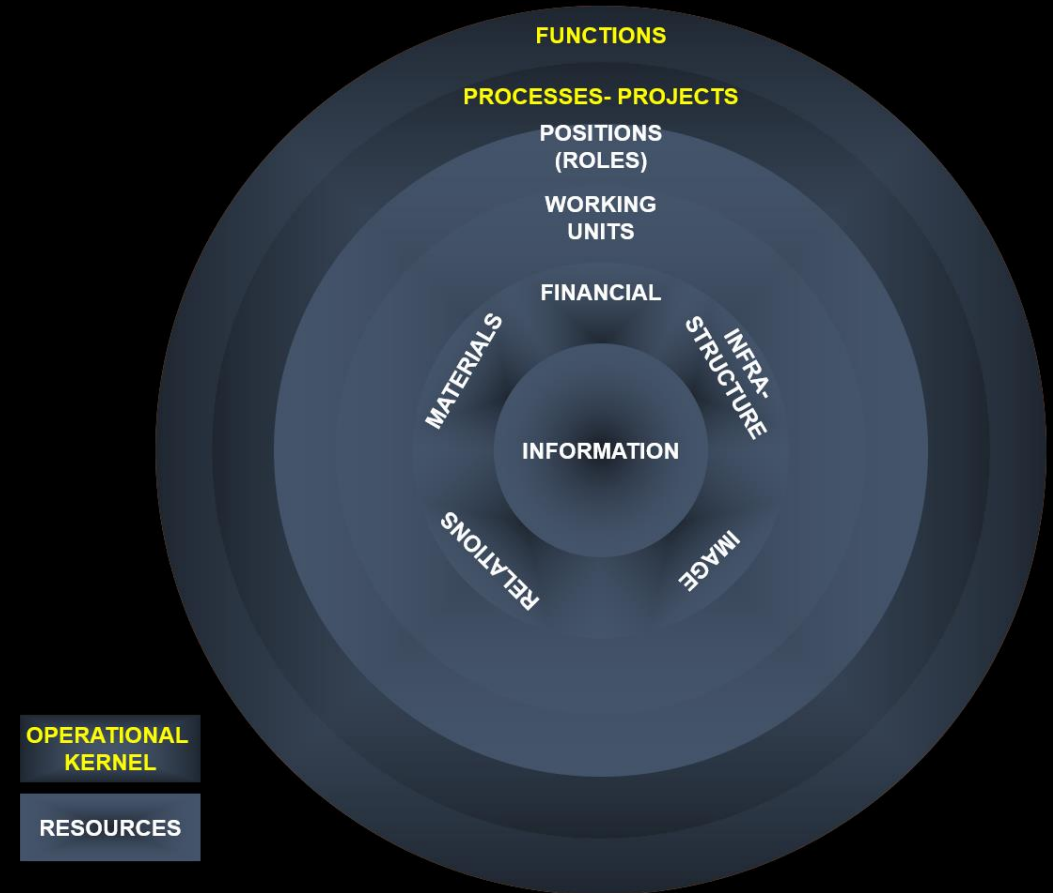 FUNCTIONS
PROCESSES- PROJECTS
POSITIONS
(ROLES)
WORKING
UNITS
FINANCIAL
MATERIALS
INFRA-
STRUCTURE
INFORMATION
RELATIONS
IMAGE
OPERATIONAL
KERNEL
RESOURCES